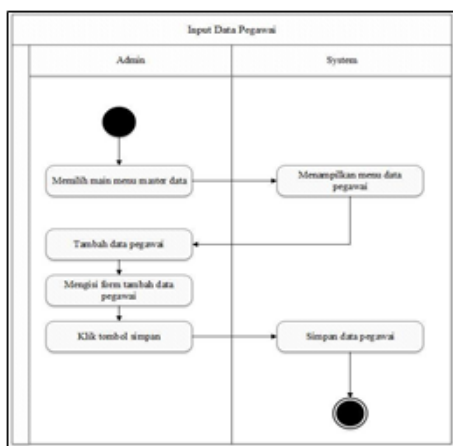 Input Data Pegawai
Admin
System
Memilih main menu master data
Menampilkan menu data
pegawai
Tambah data pegawai
Mengisi form tambah data
pegawai
Klik tombol simpan
Simpan data pegawai